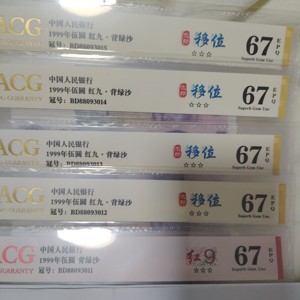 ACG
GUARANTY
中国人民银行
1999年伍圆 红九·背绿沙
冠号: BD88093015
移位
☆☆☆
67
EPQ
Superb Gem Unc
ACG
GUARANTY
中国人民银行
1999年伍圆 红九·背绿沙
冠号: BD88093014
移位
☆☆☆
67
EPQ
Superb Gem Unc
ACG
GUARANTY
中国人民银行
1999年伍圆 红九·背绿沙
冠号: BD88093013
移位
☆☆☆
67
EPQ
Superb Gem Unc
ACG
GUARANTY
中国人民银行
1999年伍圆 红九·背绿沙
冠号: BD88093012
移位
☆☆☆
67
EPQ
Superb Gem Unc
ACG
GUARANTY
中国人民银行
1999年伍圆 红九·背绿沙
冠号: BD88093011
红9
☆☆☆
67
EPQ
Superb Gem Unc